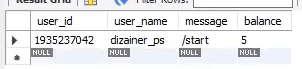 Result Grid Filter Rows:
user_id user_name message balance
1935237042 dizainer_ps /start 5
NULL NULL NULL NULL